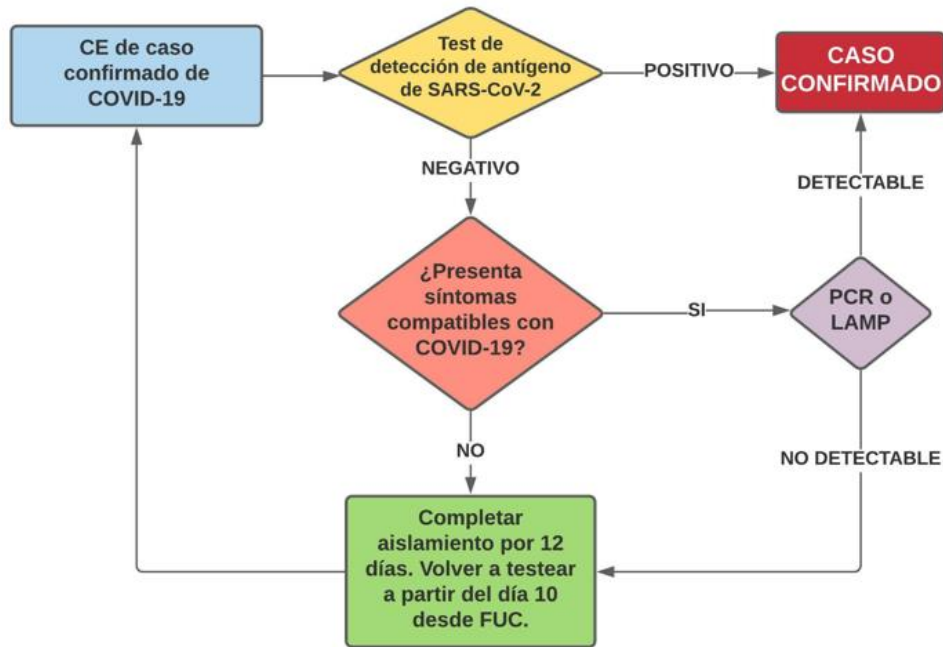 CE de caso
confirmado de
COVID-19
Test de
detección de antígeno
de SARS-CoV-2
POSITIVO
CASO
CONFIRMADO
NEGATIVO
DETECTABLE
¿Presenta
síntomas
compatibles con
COVID-19?
SI
PCR o
LAMP
NO
NO DETECTABLE
Completar
aislamiento por 12
días. Volver a testear
a partir del día 10
desde FUC.